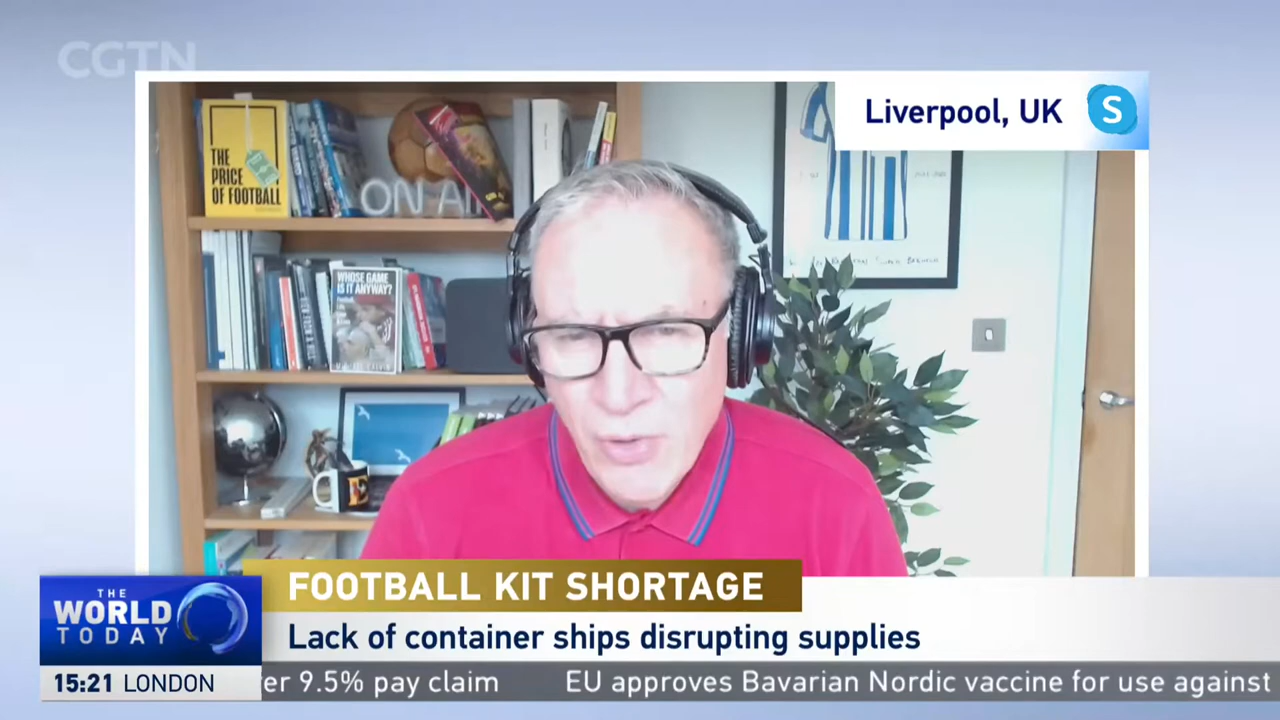 CGTN
Liverpool, UK
S
THE
PRICE
OF FOOTBALL
ON AI
WHOSE GAME
IS IT ANYWAY?
FOOTBALL KIT SHORTAGE
Lack of container ships disrupting supplies
THE
WORLD
TODAY
15:21 LONDON
er 9.5% pay claim
EU approves Bavarian Nordic vaccine for use against